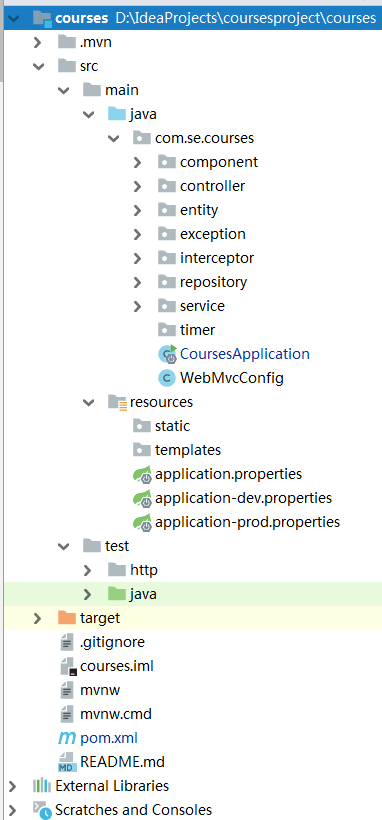 courses D:\IdeaProjects\coursesproject\courses
.mvn
src
main
java
com.se.courses
component
controller
entity
exception
interceptor
repository
service
timer
CoursesApplication
WebMvcConfig
resources
static
templates
application.properties
application-dev.properties
application-prod.properties
test
http
java
target
.gitignore
courses.iml
mvnw
mvnw.cmd
pom.xml
README.md
External Libraries
Scratches and Consoles